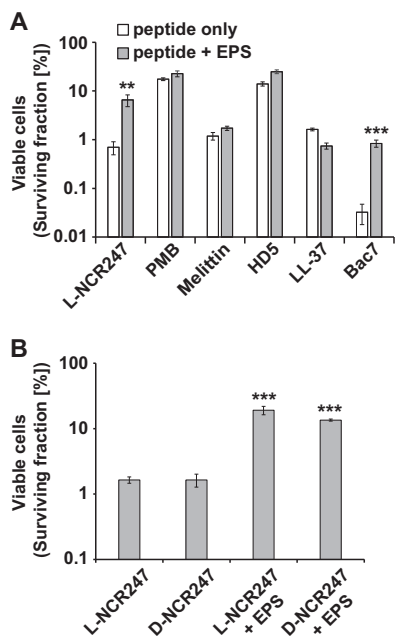 A
peptide only
peptide + EPS
Viable cells
(Surviving fraction [%])
100
10
1
0.1
0.01
**
***
L-NCR247
PMB
Melittin
HD5
LL-37
Bac7
B
Viable cells
(Surviving fraction [%])
100
10
1
0.1
***
***
L-NCR247
D-NCR247
L-NCR247
+ EPS
D-NCR247
+ EPS